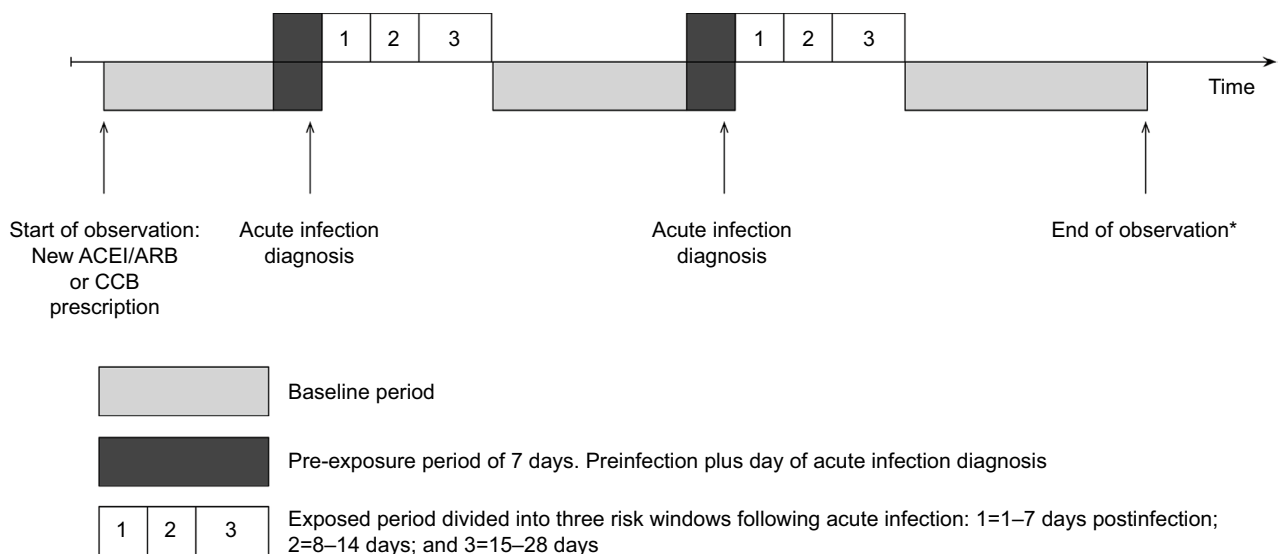 1 2 3
1 2 3
Time
Start of observation:
New ACEI/ARB
or CCB
prescription
Acute infection
diagnosis
Acute infection
diagnosis
End of observation*
Baseline period
Pre-exposure period of 7 days. Preinfection plus day of acute infection diagnosis
1 2 3
Exposed period divided into three risk windows following acute infection: 1=1–7 days postinfection;
2=8–14 days; and 3=15–28 days